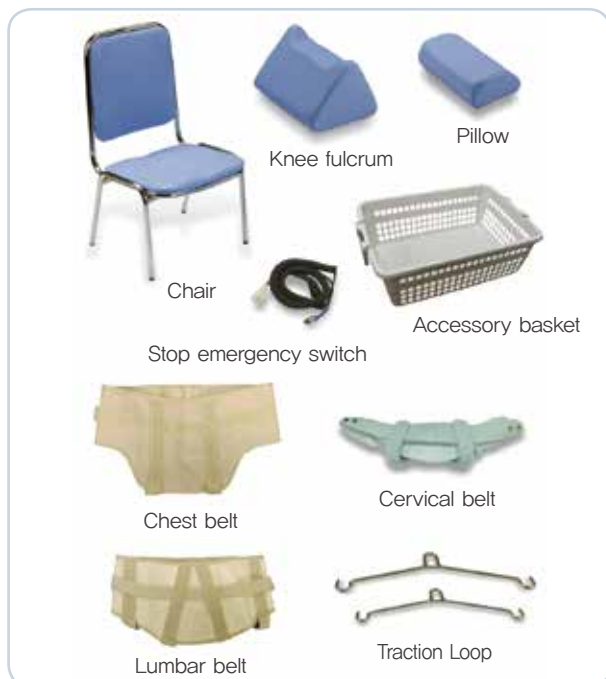 Knee fulcrum
Pillow
Chair
Accessory basket
Stop emergency switch
Chest belt
Cervical belt
Lumbar belt
Traction Loop